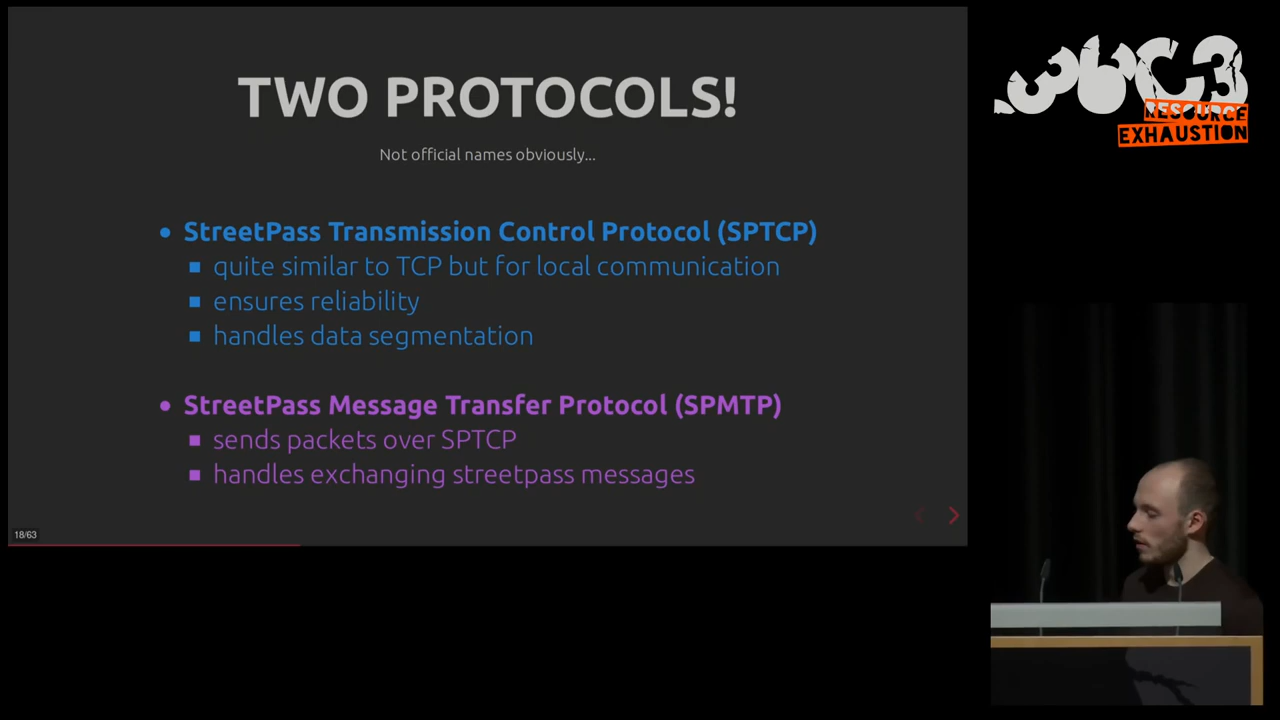 TWO PROTOCOLS!
Not official names obviously...
StreetPass Transmission Control Protocol (SPTCP)
quite similar to TCP but for local communication
ensures reliability
handles data segmentation
StreetPass Message Transfer Protocol (SPMTP)
sends packets over SPTCP
handles exchanging streetpass messages
18/63
36C3
RESOURCE
EXHAUSTION